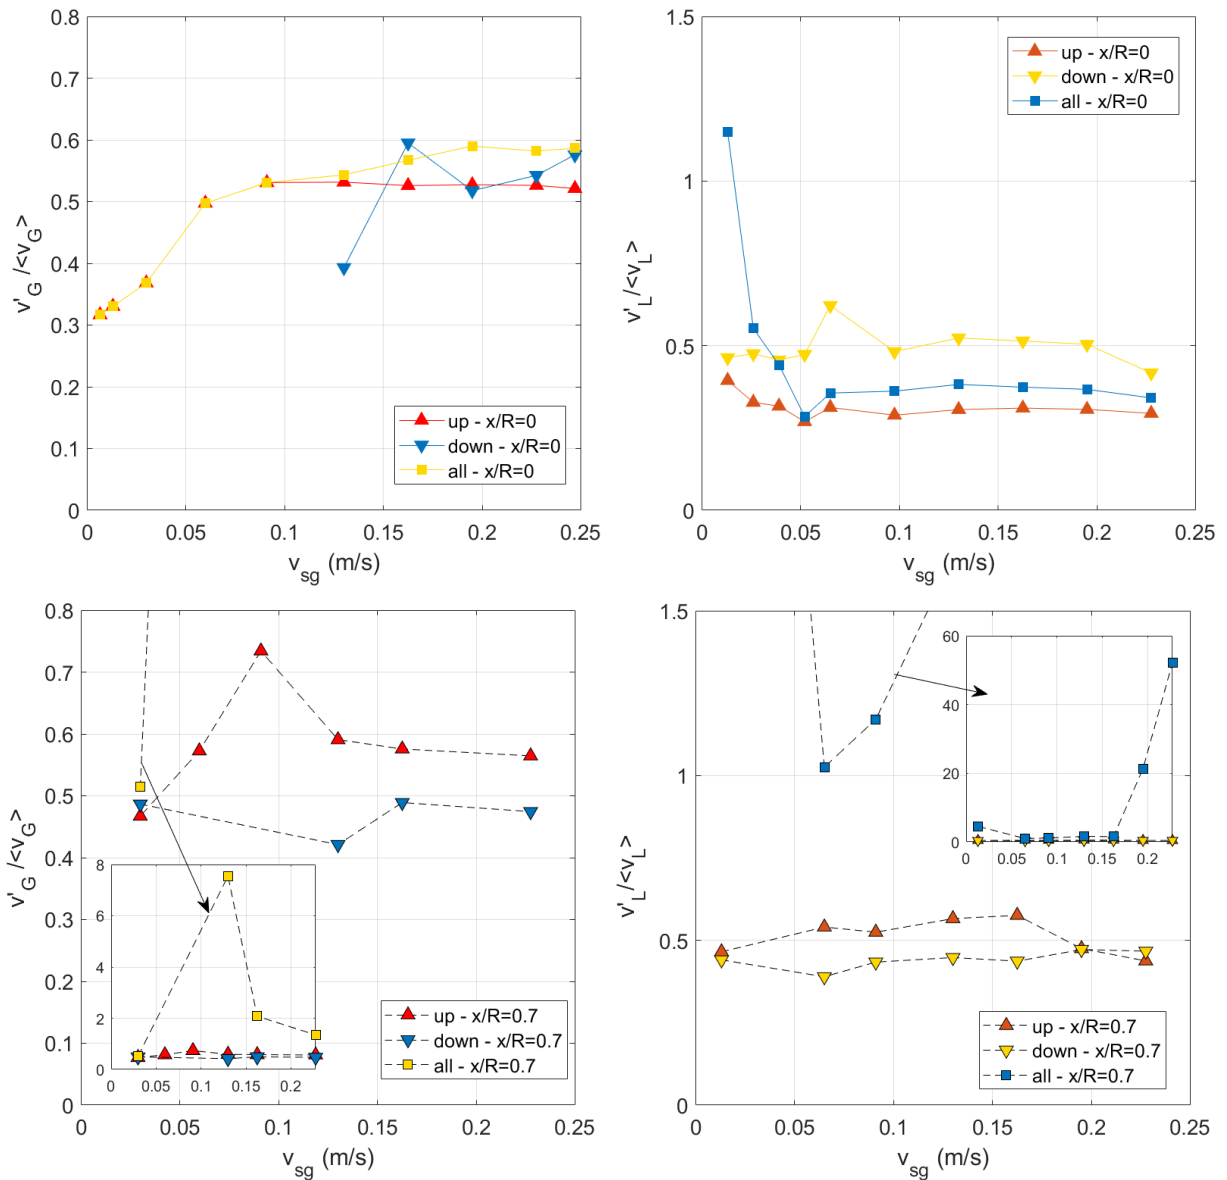 0.8
0.7
0.6
0.5
0.4
0.3
0.2
0.1
0
v'G /<vG>
0 0.05 0.1 0.15 0.2 0.25
vsg (m/s)
up - x/R=0
down - x/R=0
all - x/R=0
1.5
1
0.5
0
v'L /<vL>
0 0.05 0.1 0.15 0.2 0.25
vsg (m/s)
up - x/R=0
down - x/R=0
all - x/R=0
0.8
0.7
0.6
0.5
0.4
0.3
0.2
0.1
0
v'G /<vG>
0 0.05 0.1 0.15 0.2 0.25
vsg (m/s)
8
6
4
2
0
0 0.05 0.1 0.15 0.2
up - x/R=0.7
down - x/R=0.7
all - x/R=0.7
1.5
1
0.5
0
v'L /<vL>
0 0.05 0.1 0.15 0.2 0.25
vsg (m/s)
60
40
20
0
0 0.05 0.1 0.15 0.2
up - x/R=0.7
down - x/R=0.7
all - x/R=0.7